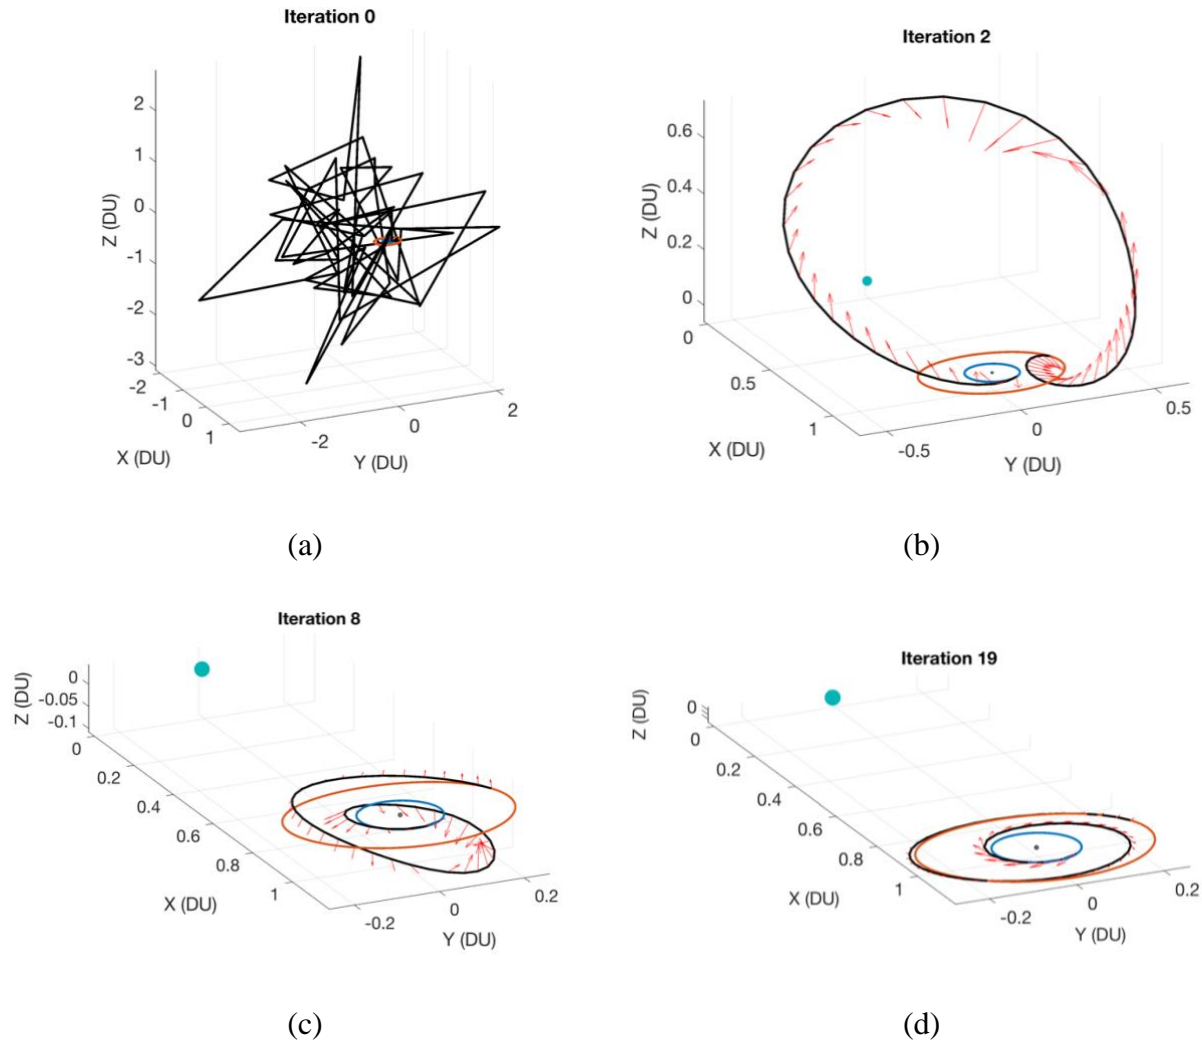 Iteration 0
2
1
0
-1
-2
-3
Z (DU)
-2
-1
0
1
X (DU)
-2
0
2
Y (DU)
(a)
Iteration 2
0.6
0.4
0.2
0
Z (DU)
0
0.5
1
X (DU)
-0.5
0
0.5
Y (DU)
(b)
Iteration 8
0
-0.05
-0.1
Z (DU)
0
0.2
0.4
0.6
0.8
1
X (DU)
-0.2
0
0.2
Y (DU)
(c)
Iteration 19
0
Z (DU)
0
0.2
0.4
0.6
0.8
1
X (DU)
-0.2
0
0.2
Y (DU)
(d)